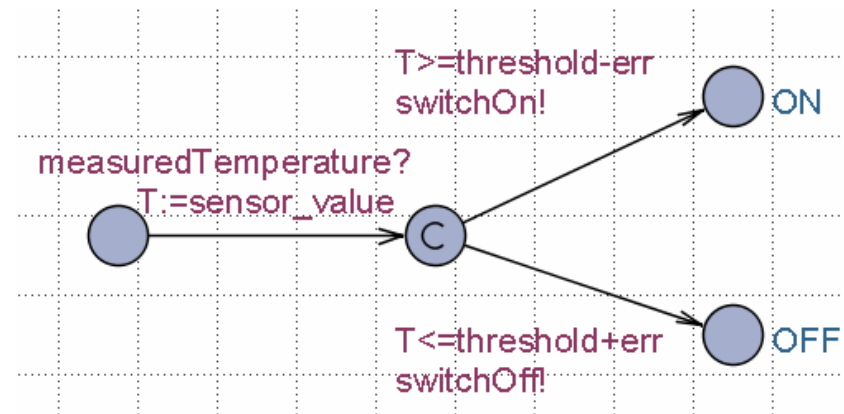 T>=threshold-err
switchOn!
ON
measuredTemperature?
T:=sensor_value
C
T<=threshold+err
switchOff!
OFF